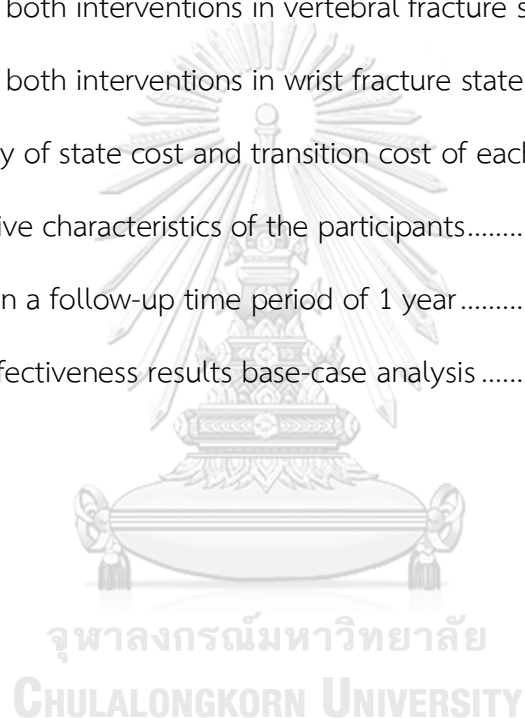 both interventions in vertebral fracture s
both interventions in wrist fracture state
y of state cost and transition cost of each
ive characteristics of the participants........
n a follow-up time period of 1 year..........
ffectiveness results base-case analysis.......
จุฬาลงกรณ์มหาวิทยาลัย
CHULALONGKORN UNIVERSITY